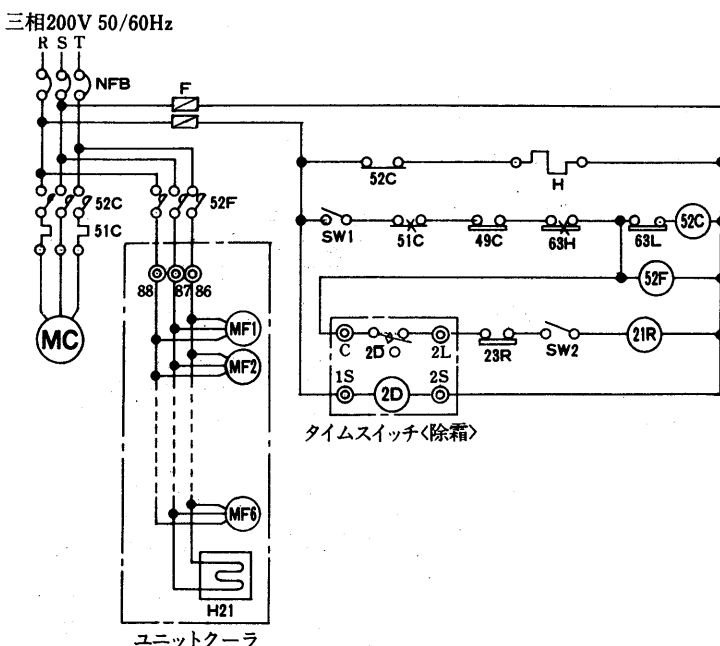 三相200V 50/60Hz
R S T
NFB
F
52C
H
52C
51C
52F
SW1
51C
49C
63H
63L
52C
52F
88 87 86
MC
MF1
MF2
MF6
H21
ユニットクーラ
C
2D
2L
23R
SW2
21R
1S
2D
2S
タイムスイッチ<除霜>